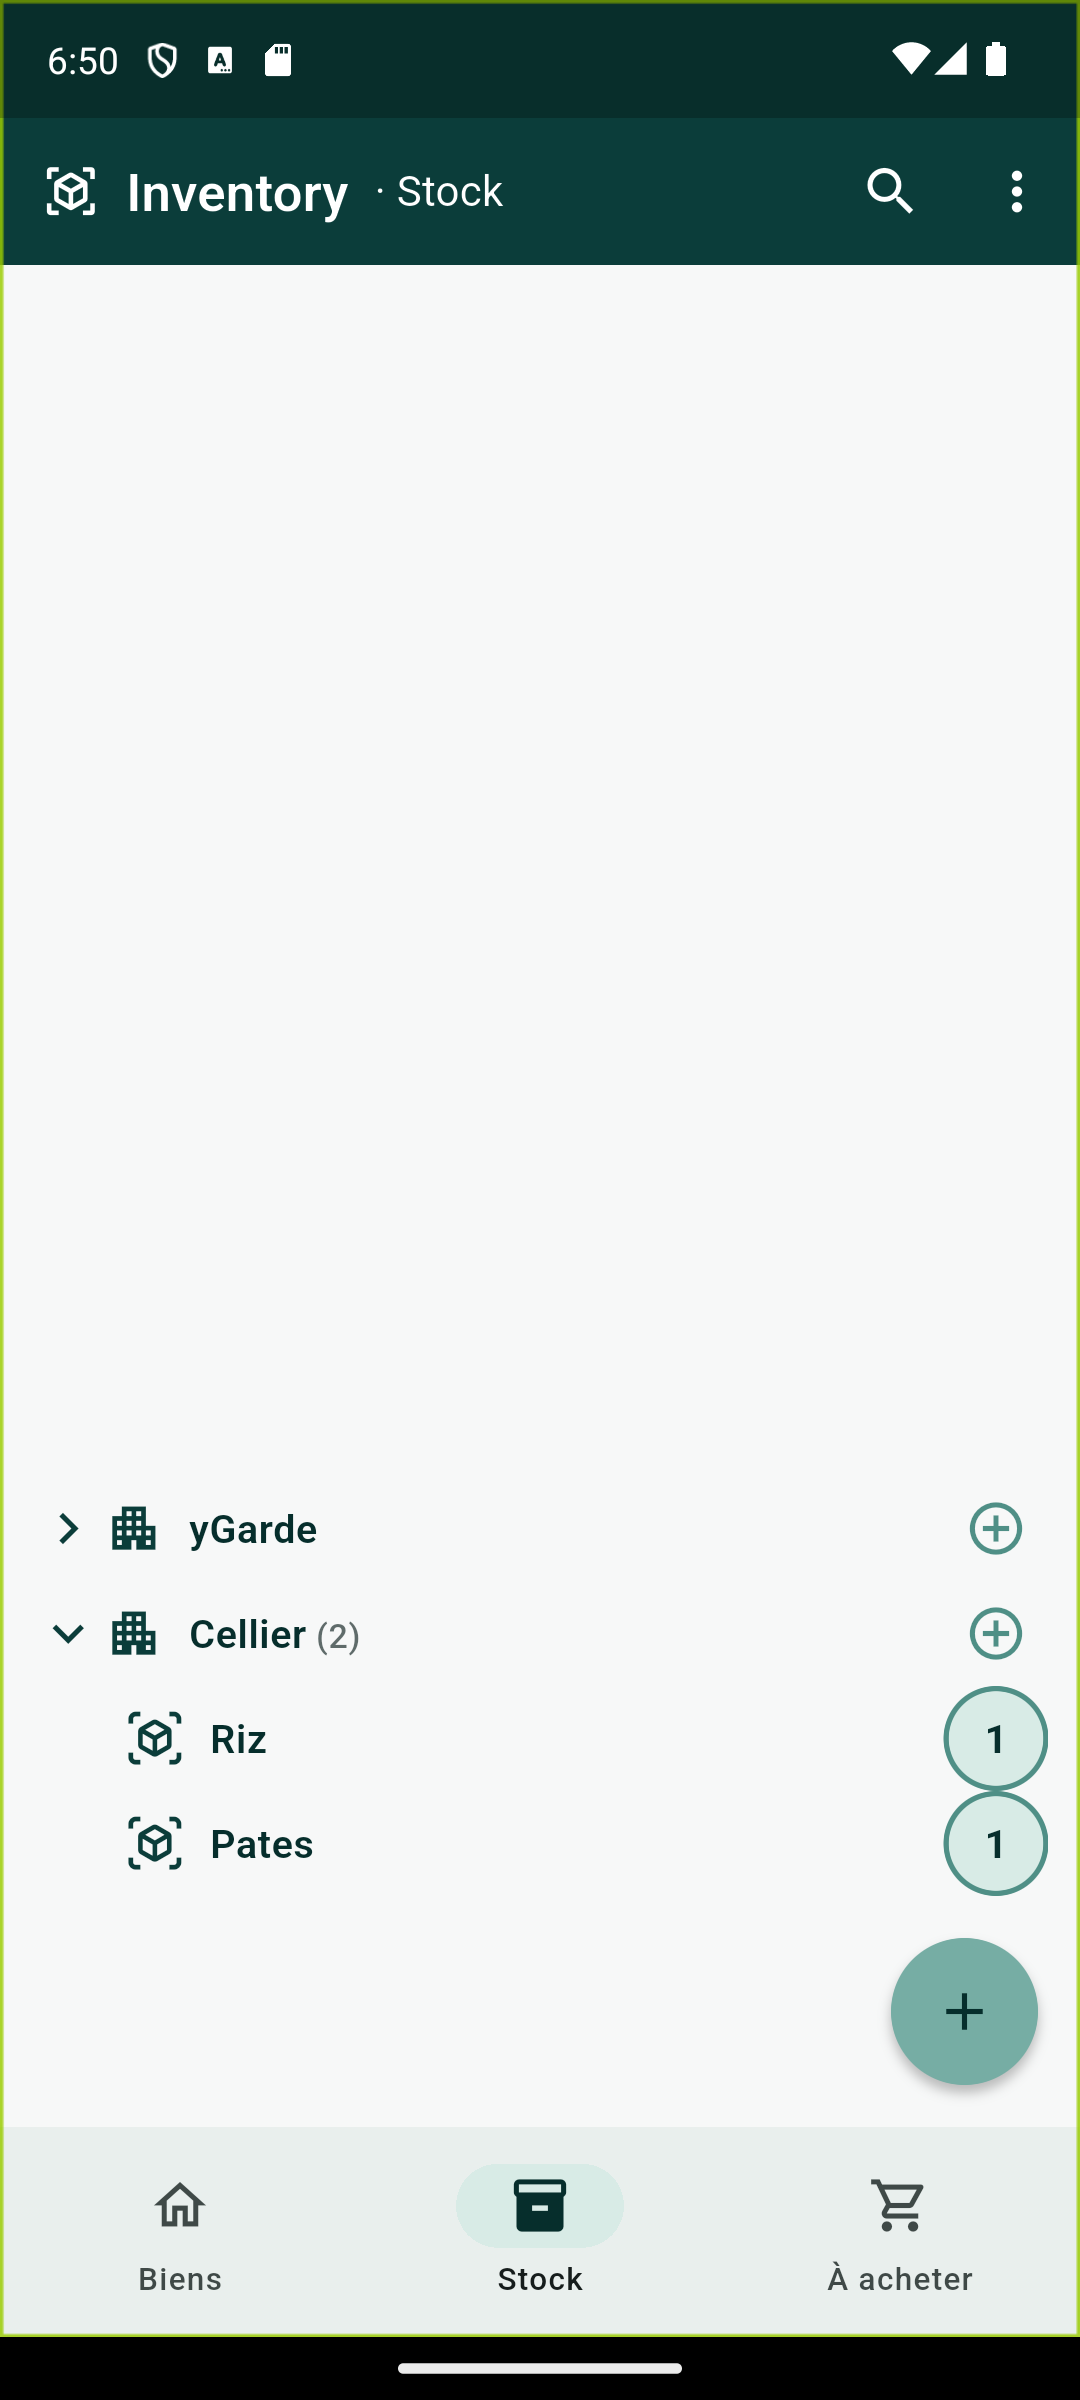 6:50
Inventory · Stock
yGarde
Cellier (2)
Riz 1
Pates 1
Biens Stock À acheter